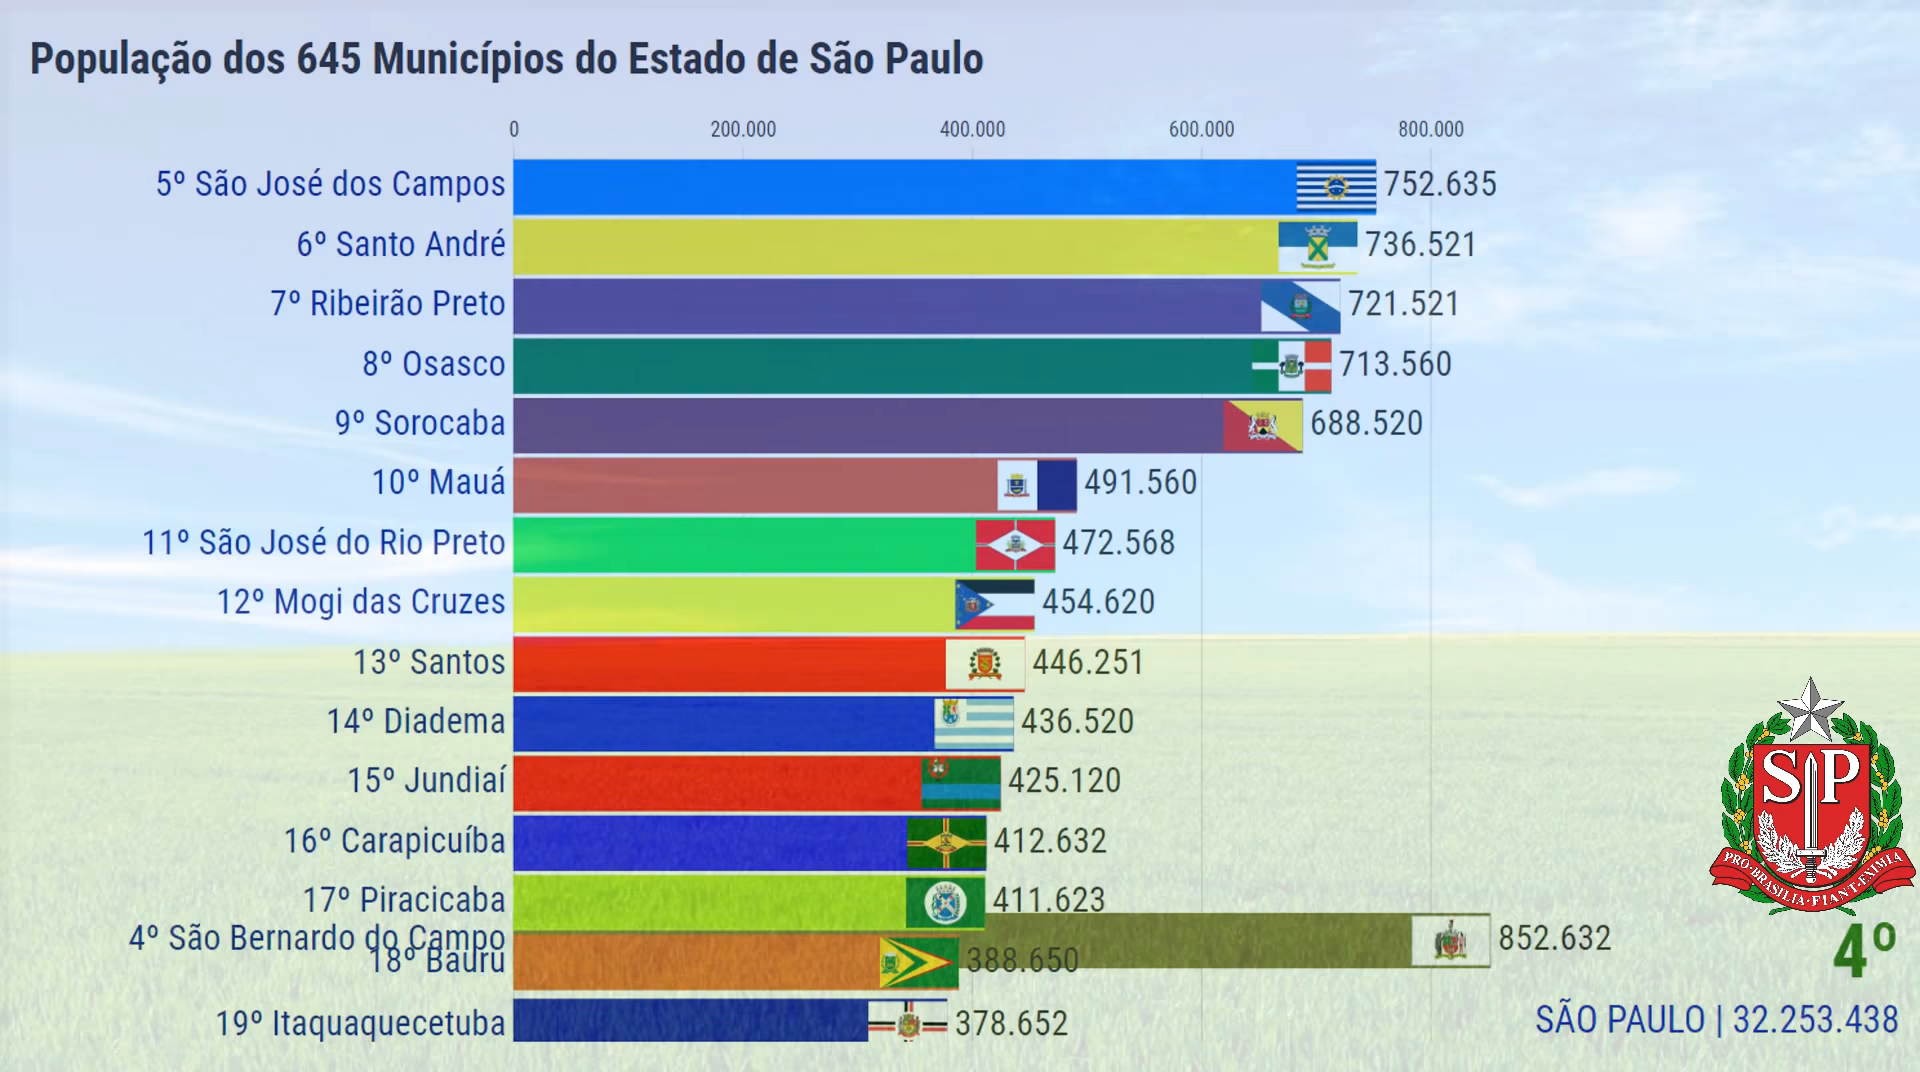 População dos 645 Municípios do Estado de São Paulo
0 200.000 400.000 600.000 800.000
5º São José dos Campos 752.635
6º Santo André 736.521
7º Ribeirão Preto 721.521
8º Osasco 713.560
9º Sorocaba 688.520
10º Mauá 491.560
11º São José do Rio Preto 472.568
12º Mogi das Cruzes 454.620
13º Santos 446.251
14º Diadema 436.520
15º Jundiaí 425.120
16º Carapicuíba 412.632
17º Piracicaba 411.623
4º São Bernardo do Campo 852.632
18º Bauru 388.650
19º Itaquaquecetuba 378.652
SP
PRO·BRASILIA·FIANT·EXIMIA
4º
SÃO PAULO | 32.253.438